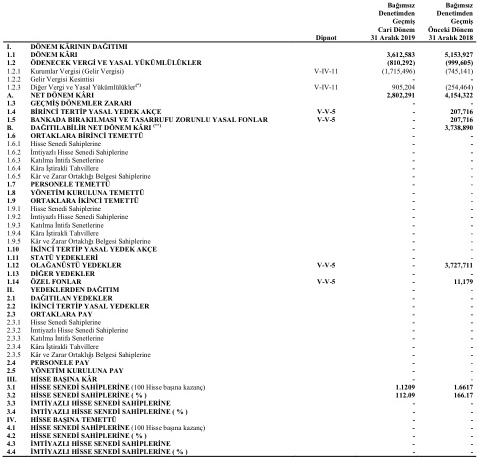 Bağımsız Bağımsız
Denetimden Denetimden
Geçmiş Geçmiş
Cari Dönem Önceki Dönem
Dipnot 31 Aralık 2019 31 Aralık 2018
I. DÖNEM KÂRININ DAĞITIMI
1.1 DÖNEM KÂRI 3,612,583 5,153,927
1.2 ÖDENECEK VERGİ VE YASAL YÜKÜMLÜLÜKLER (810,292) (999,605)
1.2.1 Kurumlar Vergisi (Gelir Vergisi) V-IV-11 (1,715,496) (745,141)
1.2.2 Gelir Vergisi Kesintisi - -
1.2.3 Diğer Vergi ve Yasal Yükümlülükler(*) V-IV-11 905,204 (254,464)
A. NET DÖNEM KÂRI 2,802,291 4,154,322
1.3 GEÇMİŞ DÖNEMLER ZARARI - -
1.4 BİRİNCİ TERTİP YASAL YEDEK AKÇE V-V-5 - 207,716
1.5 BANKADA BIRAKILMASI VE TASARRUFU ZORUNLU YASAL FONLAR V-V-5 - 207,716
B. DAĞITILABİLİR NET DÖNEM KÂRI (**) - 3,738,890
1.6 ORTAKLARA BİRİNCİ TEMETTÜ - -
1.6.1 Hisse Senedi Sahiplerine - -
1.6.2 İmtiyazlı Hisse Senedi Sahiplerine - -
1.6.3 Katılma İntifa Senetlerine - -
1.6.4 Kâra İştirakli Tahvillere - -
1.6.5 Kâr ve Zarar Ortaklığı Belgesi Sahiplerine - -
1.7 PERSONELE TEMETTÜ - -
1.8 YÖNETİM KURULUNA TEMETTÜ - -
1.9 ORTAKLARA İKİNCİ TEMETTÜ - -
1.9.1 Hisse Senedi Sahiplerine - -
1.9.2 İmtiyazlı Hisse Senedi Sahiplerine - -
1.9.3 Katılma İntifa Senetlerine - -
1.9.4 Kâra İştirakli Tahvillere - -
1.9.5 Kâr ve Zarar Ortaklığı Belgesi Sahiplerine - -
1.10 İKİNCİ TERTİP YASAL YEDEK AKÇE - -
1.11 STATÜ YEDEKLERİ - -
1.12 OLAĞANÜSTÜ YEDEKLER V-V-5 - 3,727,711
1.13 DİĞER YEDEKLER - -
1.14 ÖZEL FONLAR V-V-5 - 11,179
II. YEDEKLERDEN DAĞITIM - -
2.1 DAĞITILAN YEDEKLER - -
2.2 İKİNCİ TERTİP YASAL YEDEKLER - -
2.3 ORTAKLARA PAY - -
2.3.1 Hisse Senedi Sahiplerine - -
2.3.2 İmtiyazlı Hisse Senedi Sahiplerine - -
2.3.3 Katılma İntifa Senetlerine - -
2.3.4 Kâra İştirakli Tahvillere - -
2.3.5 Kâr ve Zarar Ortaklığı Belgesi Sahiplerine - -
2.4 PERSONELE PAY - -
2.5 YÖNETİM KURULUNA PAY - -
III. HİSSE BAŞINA KÂR
3.1 HİSSE SENEDİ SAHİPLERİNE (100 Hisse başına kazanç) 1.1209 1.6617
3.2 HİSSE SENEDİ SAHİPLERİNE ( % ) 112.09 166.17
3.3 İMTİYAZLI HİSSE SENEDİ SAHİPLERİNE - -
3.4 İMTİYAZLI HİSSE SENEDİ SAHİPLERİNE ( % ) - -
IV. HİSSE BAŞINA TEMETTÜ - -
4.1 HİSSE SENEDİ SAHİPLERİNE (100 Hisse başına kazanç) - -
4.2 HİSSE SENEDİ SAHİPLERİNE ( % ) - -
4.3 İMTİYAZLI HİSSE SENEDİ SAHİPLERİNE - -
4.4 İMTİYAZLI HİSSE SENEDİ SAHİPLERİNE ( % ) - -